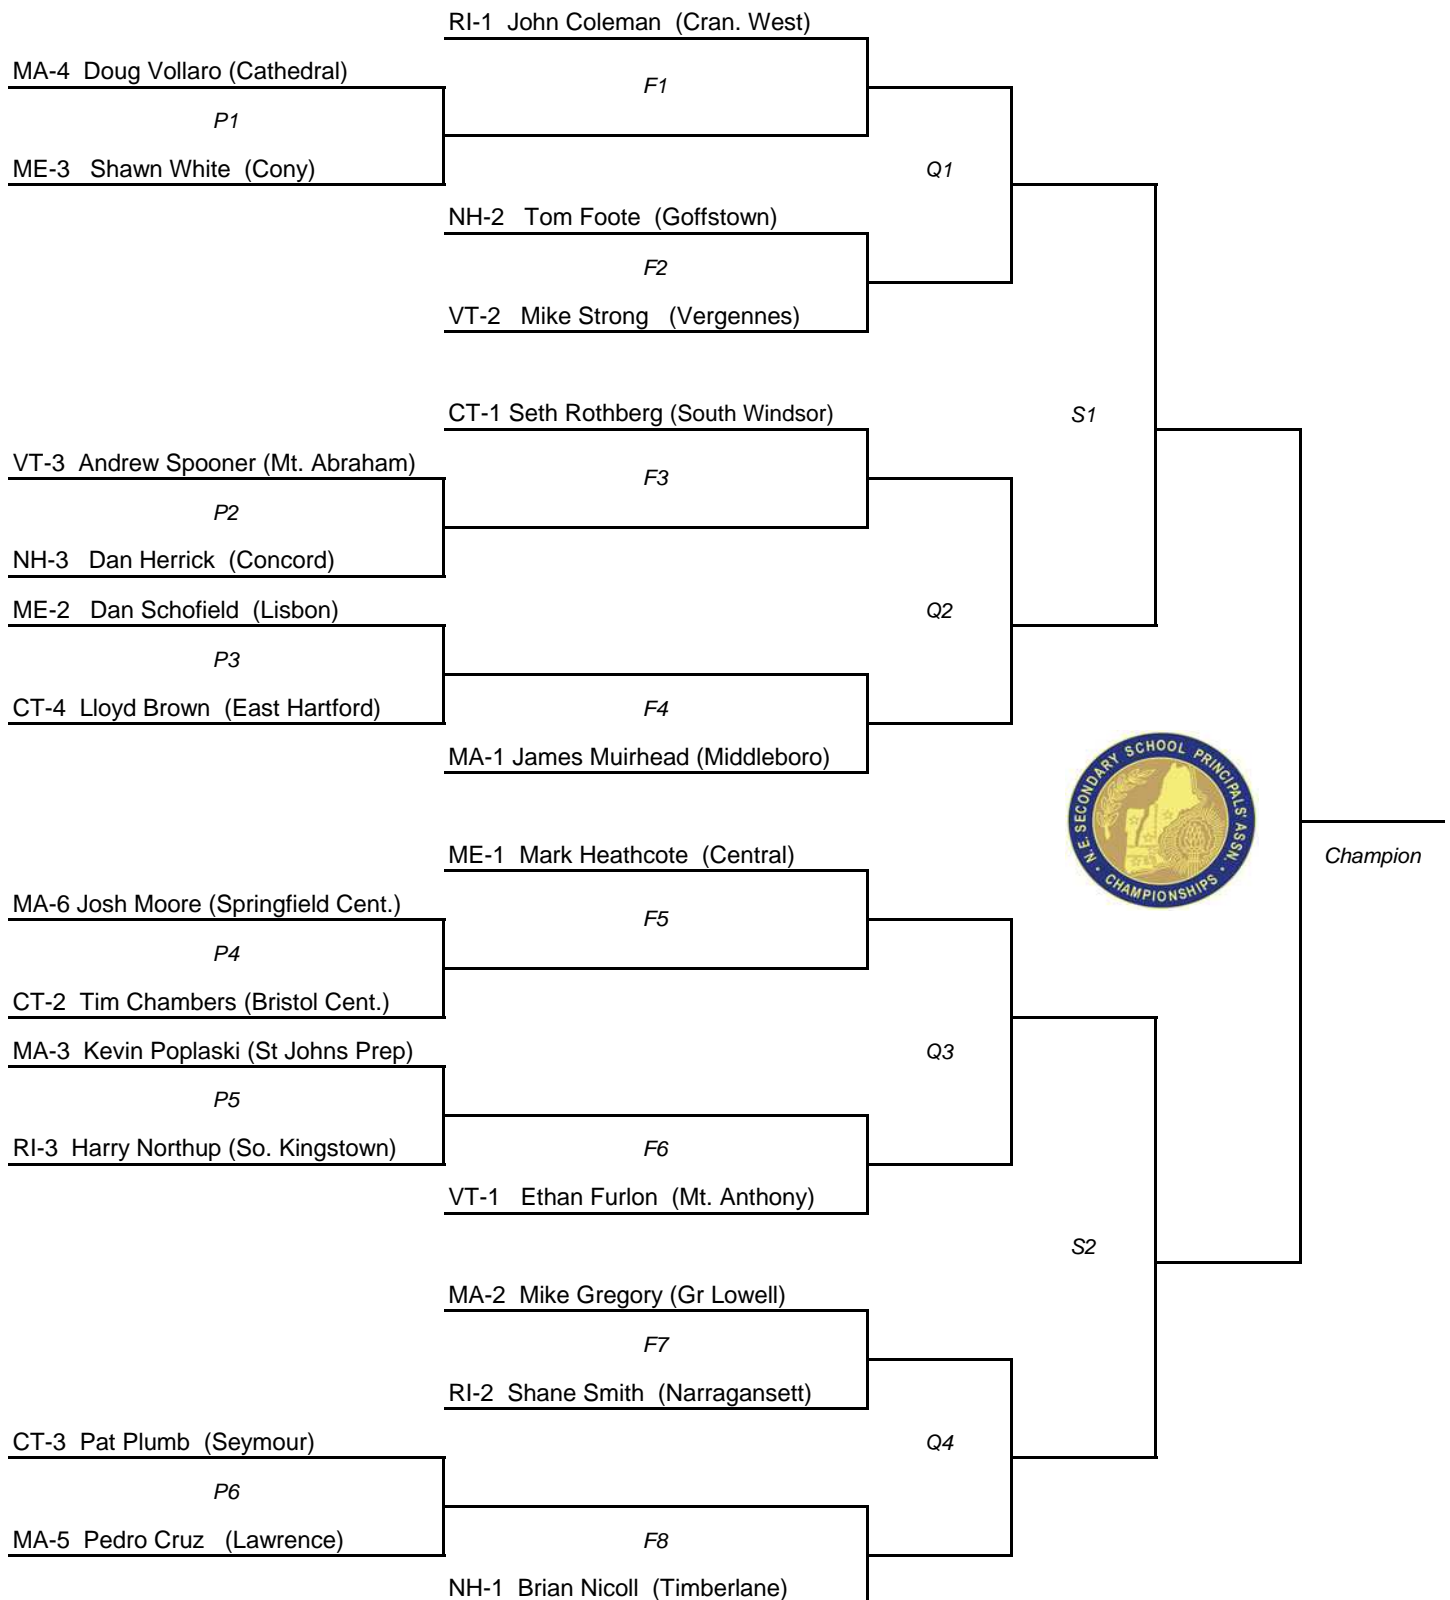 RI-1 John Coleman (Cran. West)
MA-4 Doug Vollaro (Cathedral)
F1
P1
ME-3 Shawn White (Cony)
Q1
NH-2 Tom Foote (Goffstown)
F2
VT-2 Mike Strong (Vergennes)
CT-1 Seth Rothberg (South Windsor)
S1
VT-3 Andrew Spooner (Mt. Abraham)
F3
P2
NH-3 Dan Herrick (Concord)
ME-2 Dan Schofield (Lisbon)
Q2
P3
CT-4 Lloyd Brown (East Hartford)
F4
MA-1 James Muirhead (Middleboro)
N.E. SECONDARY SCHOOL PRINCIPALS' ASSN.
• CHAMPIONSHIPS •
ME-1 Mark Heathcote (Central)
Champion
MA-6 Josh Moore (Springfield Cent.)
F5
P4
CT-2 Tim Chambers (Bristol Cent.)
MA-3 Kevin Poplaski (St Johns Prep)
Q3
P5
RI-3 Harry Northup (So. Kingstown)
F6
VT-1 Ethan Furlon (Mt. Anthony)
S2
MA-2 Mike Gregory (Gr Lowell)
F7
RI-2 Shane Smith (Narragansett)
CT-3 Pat Plumb (Seymour)
Q4
P6
MA-5 Pedro Cruz (Lawrence)
F8
NH-1 Brian Nicoll (Timberlane)